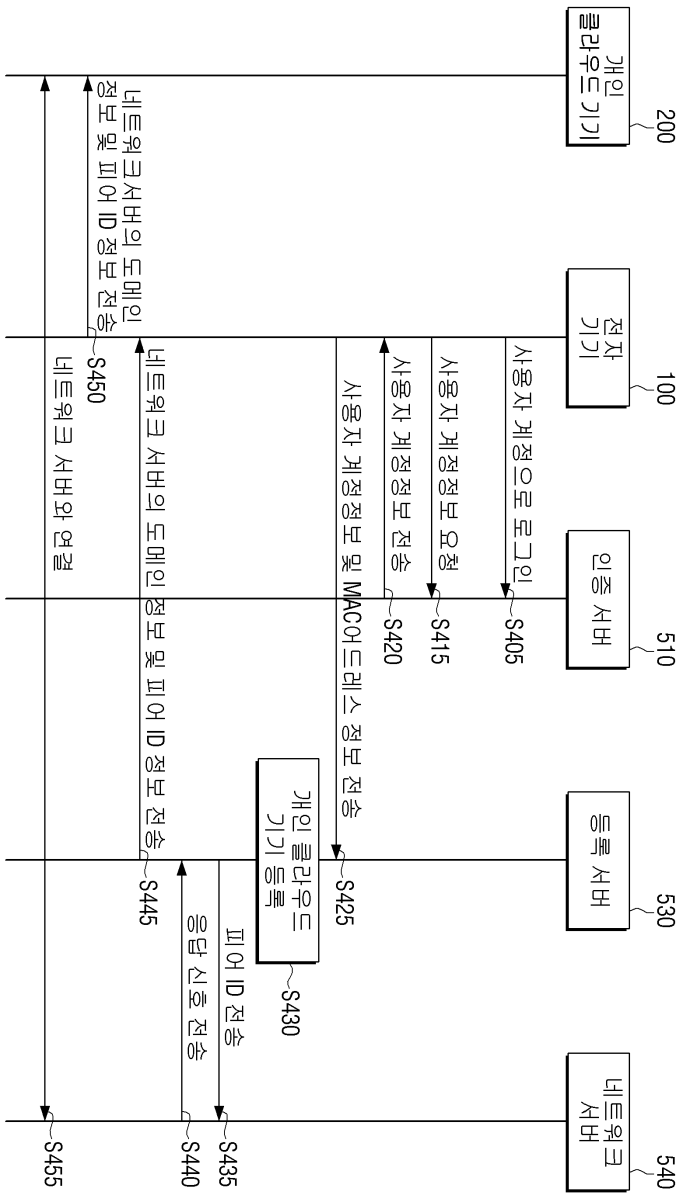 200
개인
클라우드 기기
100
전자
기기
510
인증 서버
530
등록 서버
540
네트워크
서버
사용자 계정으로 로그인
S405
사용자 계정정보 요청
S415
사용자 계정정보 전송
S420
사용자 계정정보 및 MAC어드레스 정보 전송
S425
개인 클라우드
기기 등록
S430
피어 ID 전송
S435
응답 신호 전송
S440
네트워크 서버의 도메인 정보 및 피어 ID 정보 전송
S445
네트워크서버의 도메인
정보 및 피어 ID 정보 전송
S450
네트워크 서버와 연결
S455